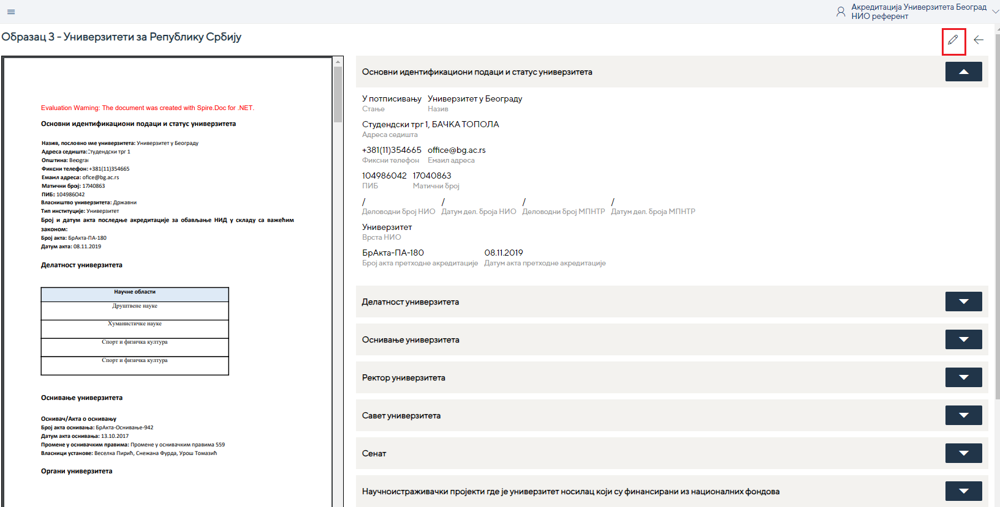 Акредитација Универзитета Београд
НИО референт
Образац 3 - Универзитети за Републику Србију
Evaluation Warning: The document was created with Spire.Doc for .NET.
Основни идентификациони подаци и статус универзитета
Назив, пословно име универзитета: Универзитет у Београду
Адреса седишта: Студендски трг 1
Општина: Beograd
Фиксни телефон: +381(11)354665
Емаил адреса: office@bg.ac.rs
Матични број: 17040863
ПИБ: 104986042
Власништво универзитета: Државни
Тип институције: Универзитет
Број и датум акта последње акредитације за обављање НИД у складу са важећим
законом:
Број акта: БрАкта-ПА-180
Датум акта: 08.11.2019
Делатност универзитета
Научне области
Друштвене науке
Хуманистичке науке
Спорт и физичка култура
Спорт и физичка култура
Оснивање универзитета
Оснивач/Акта о оснивању
Број акта оснивања: БрАкта-Оснивање-942
Датум акта оснивања: 13.10.2017
Промене у оснивачким правима: Промене у оснивачким правима 559
Власници установе: Веселка Пирић, Снежана Фурда, Урош Томазић
Органи универзитета
Основни идентификациони подаци и статус универзитета
У потписивању Универзитет у Београду
Стање Назив
Студендски трг 1, БАЧКА ТОПОЛА
Адреса седишта
+381(11)354665 office@bg.ac.rs
Фиксни телефон Емаил адреса
104986042 17040863
ПИБ Матични број
/ / / /
Деловодни број НИО Датум дел. броја НИО Деловодни број МПНТР Датум дел. броја МПНТР
Универзитет
Врста НИО
БрАкта-ПА-180 08.11.2019
Број акта претходне акредитације Датум акта претходне акредитације
Делатност универзитета
Оснивање универзитета
Ректор универзитета
Савет универзитета
Сенат
Научноистраживачки пројекти где је универзитет носилац који су финансирани из националних фондова